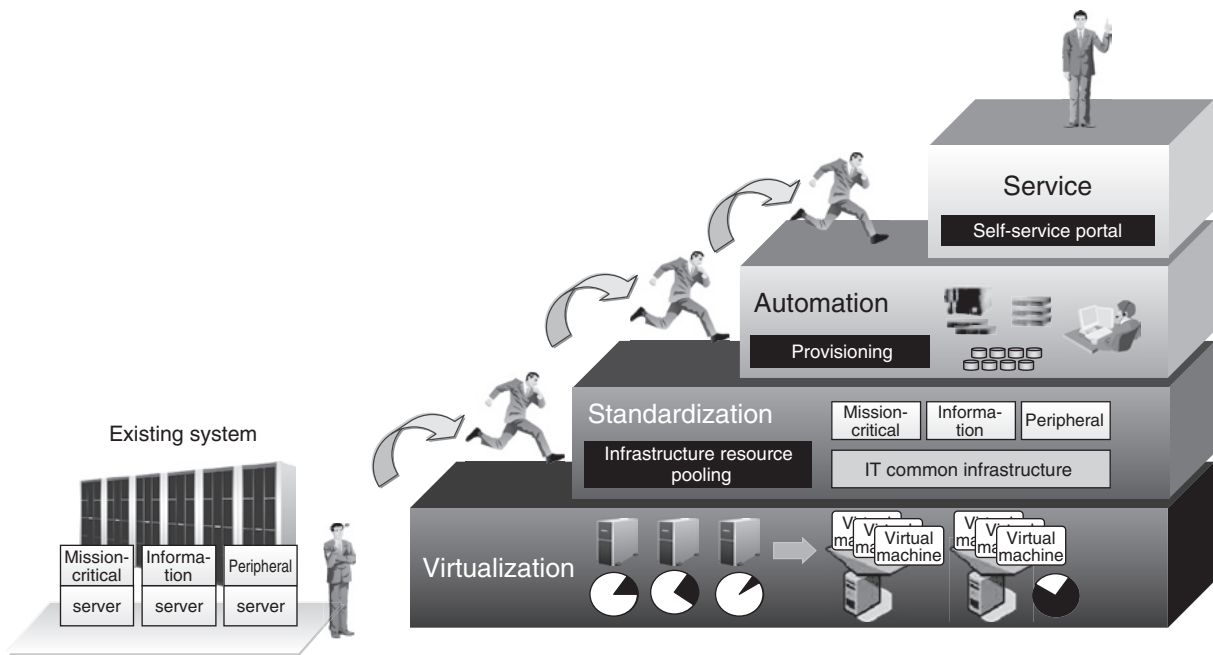 Service
Self-service portal
Automation
Provisioning
Standardization
Infrastructure resource
pooling
Mission-
critical
Informa-
tion
Peripheral
IT common infrastructure
Virtualization
Virtual
machine
Virtual
machine
Existing system
Mission-
critical
Informa-
tion
Peripheral
server
server
server